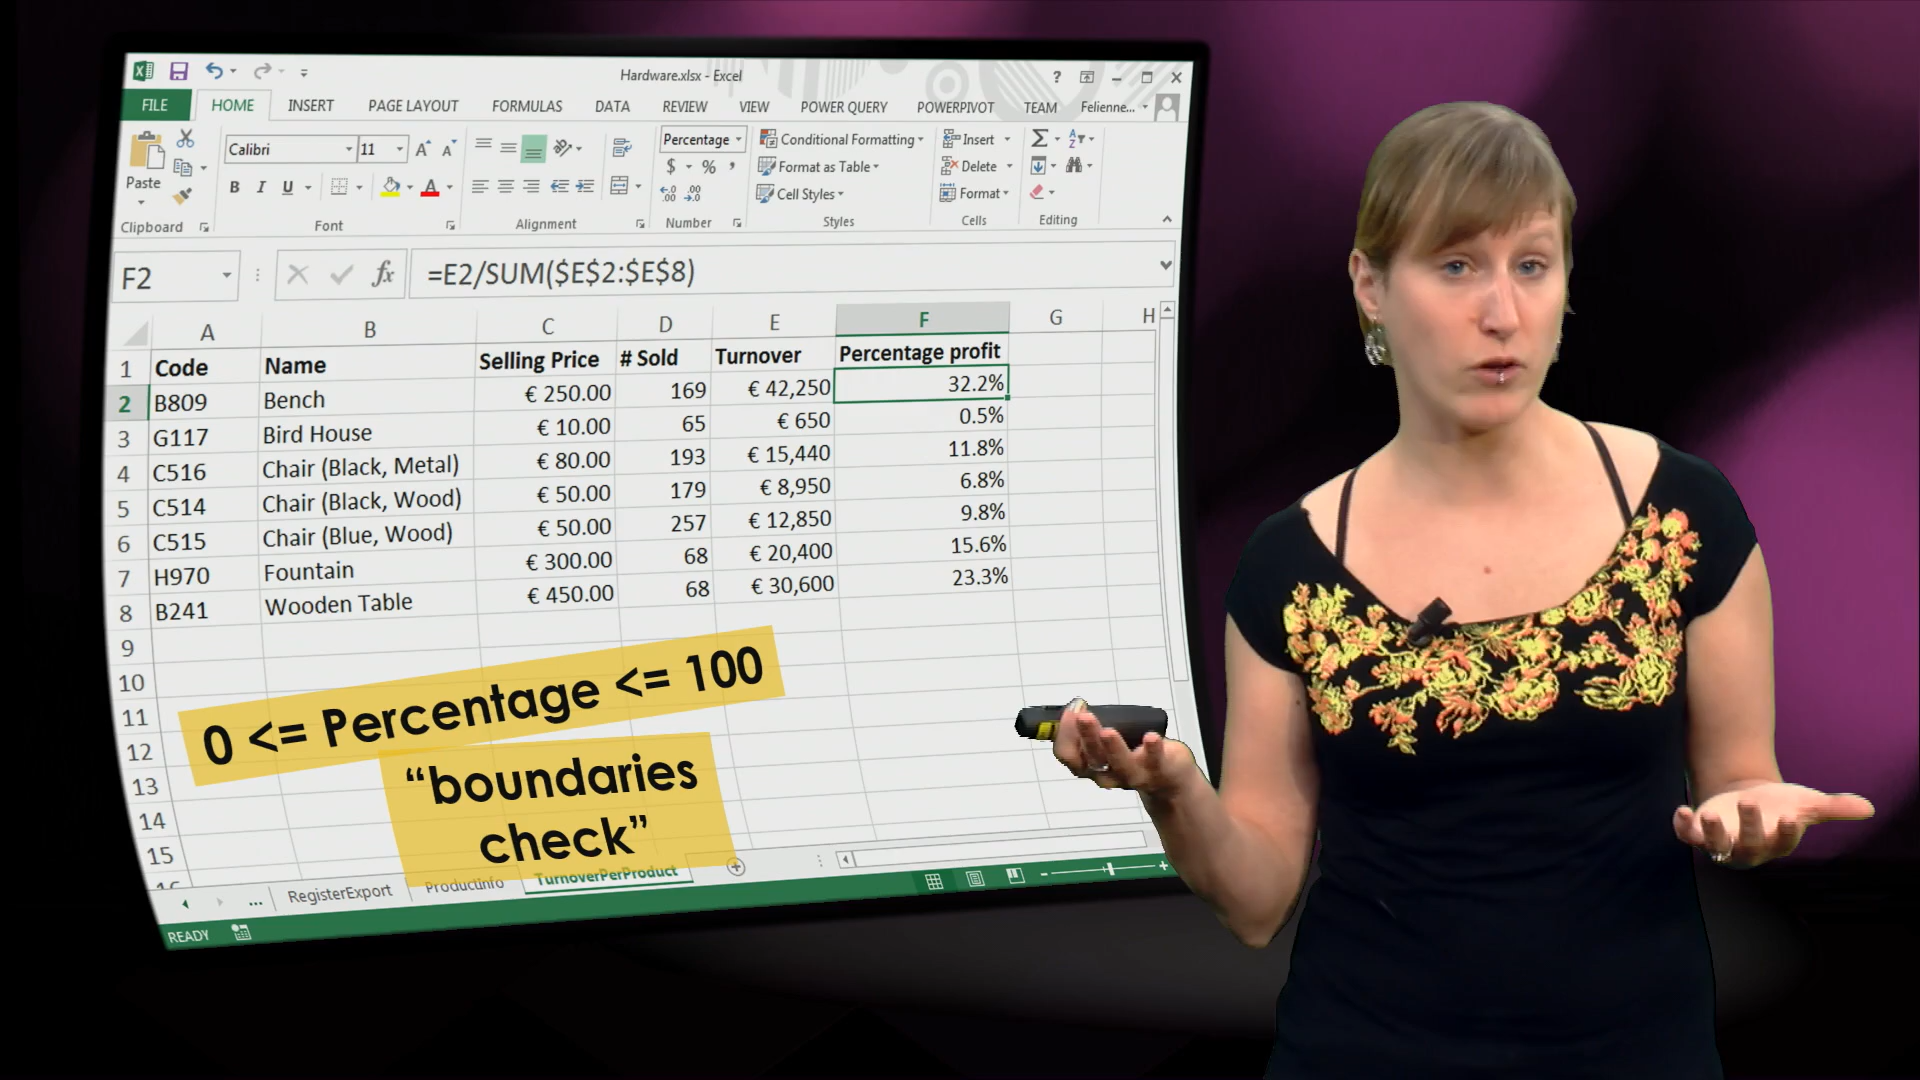 Hardware.xlsx - Excel
?
FILE HOME INSERT PAGE LAYOUT FORMULAS DATA REVIEW VIEW POWER QUERY POWERPIVOT TEAM Felienne...
Paste
Clipboard
Calibri 11
B I U
Font
Alignment
Percentage
$ % ,
Number
Conditional Formatting
Format as Table
Cell Styles
Styles
Insert
Delete
Format
Cells
Editing
F2 fx =E2/SUM($E$2:$E$8)
A B C D E F G H
1 Code Name Selling Price # Sold Turnover Percentage profit
2 B809 Bench € 250.00 169 € 42,250 32.2%
3 G117 Bird House € 10.00 65 € 650 0.5%
4 C516 Chair (Black, Metal) € 80.00 193 € 15,440 11.8%
5 C514 Chair (Black, Wood) € 50.00 179 € 8,950 6.8%
6 C515 Chair (Blue, Wood) € 50.00 257 € 12,850 9.8%
7 H970 Fountain € 300.00 68 € 20,400 15.6%
8 B241 Wooden Table € 450.00 68 € 30,600 23.3%
9
10
11
12
13
14
15
0 <= Percentage <= 100
“boundaries
check”
... RegisterExport ProductInfo TurnoverPerProduct
READY